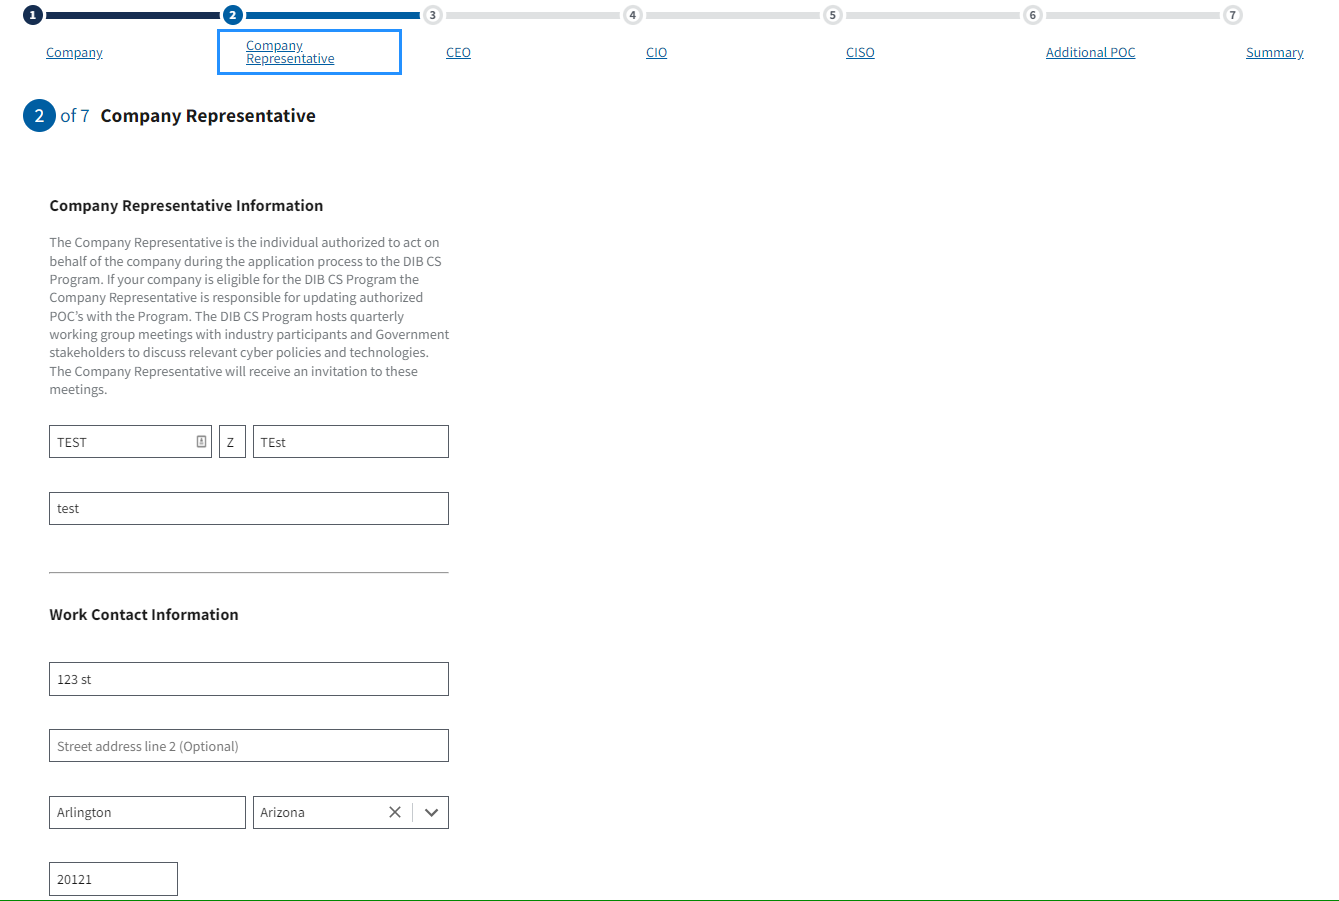 1 2 3 4 5 6 7
Company
Company
Representative
CEO
CIO
CISO
Additional POC
Summary
2 of 7 Company Representative
Company Representative Information
The Company Representative is the individual authorized to act on
behalf of the company during the application process to the DIB CS
Program. If your company is eligible for the DIB CS Program the
Company Representative is responsible for updating authorized
POC's with the Program. The DIB CS Program hosts quarterly
working group meetings with industry participants and Government
stakeholders to discuss relevant cyber policies and technologies.
The Company Representative will receive an invitation to these
meetings.
TEST Z TEst
test
Work Contact Information
123 st
Street address line 2 (Optional)
Arlington Arizona
20121